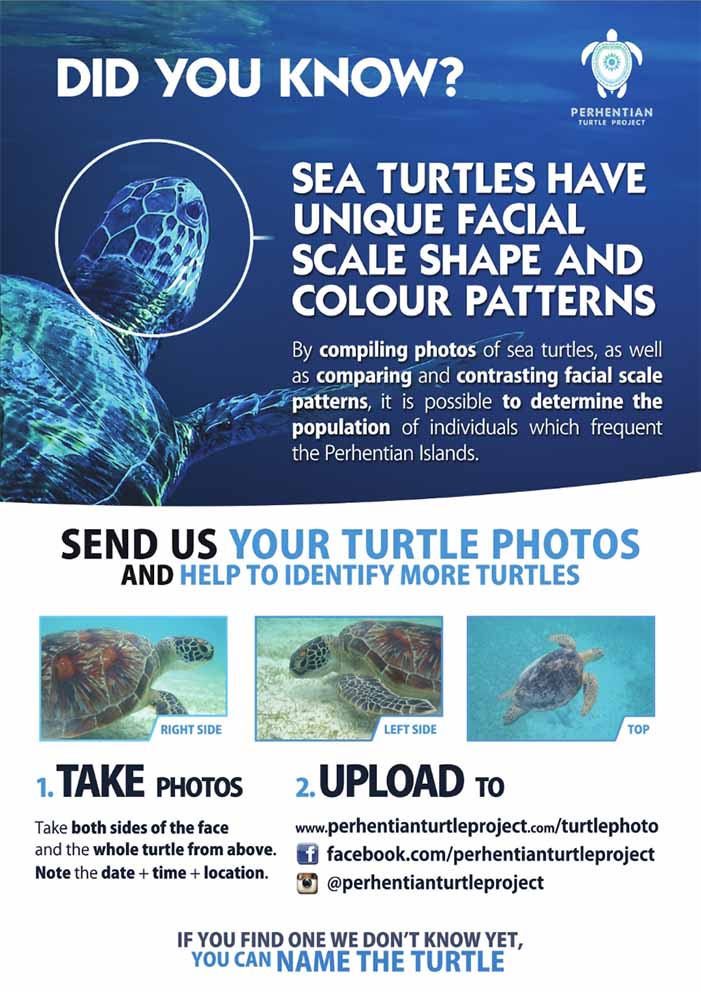 DID YOU KNOW?
PERHENTIAN
TURTLE PROJECT
SEA TURTLES HAVE
UNIQUE FACIAL
SCALE SHAPE AND
COLOUR PATTERNS
By compiling photos of sea turtles, as well
as comparing and contrasting facial scale
patterns, it is possible to determine the
population of individuals which frequent
the Perhentian Islands.
SEND US YOUR TURTLE PHOTOS
AND HELP TO IDENTIFY MORE TURTLES
RIGHT SIDE
LEFT SIDE
TOP
1. TAKE PHOTOS
Take both sides of the face
and the whole turtle from above.
Note the date + time + location.
2. UPLOAD TO
www.perhentianturtleproject.com/turtlephoto
facebook.com/perhentianturtleproject
@perhentianturtleproject
IF YOU FIND ONE WE DON'T KNOW YET,
YOU CAN NAME THE TURTLE